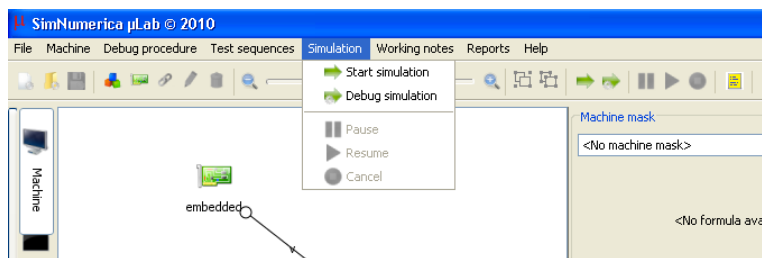 SimNumerica µLab © 2010
File Machine Debug procedure Test sequences Simulation Working notes Reports Help
Start simulation
Debug simulation
Pause
Resume
Cancel
Machine
embedded
Machine mask
<No machine mask>
<No formula ava